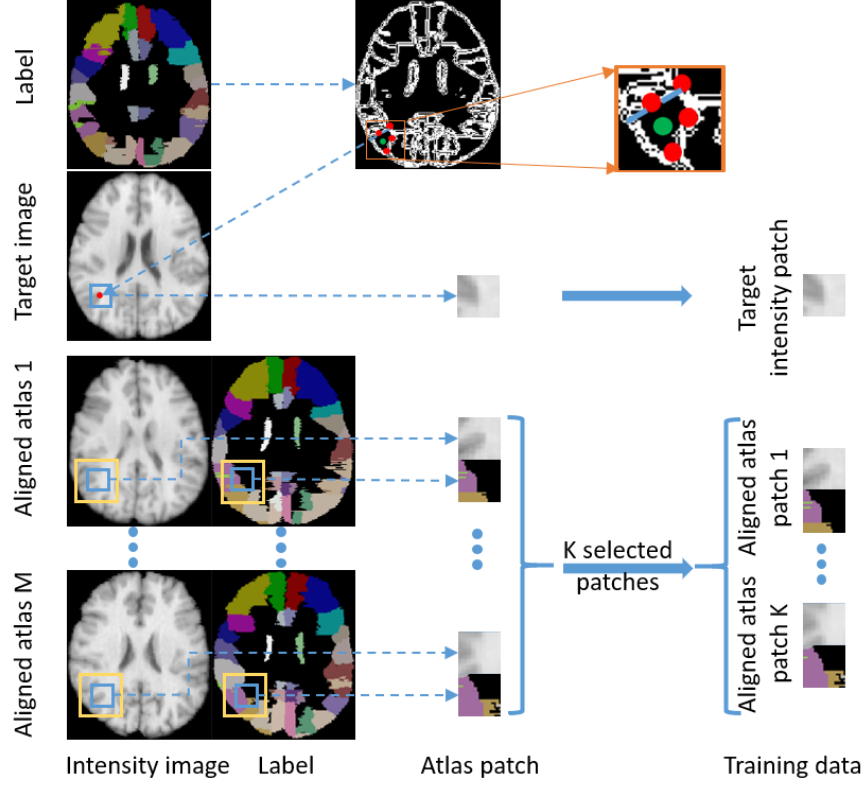 Label
Target image
Target
intensity patch
Aligned atlas 1
Aligned atlas
patch 1
K selected
patches
Aligned atlas M
Aligned atlas
patch K
Intensity image
Label
Atlas patch
Training data